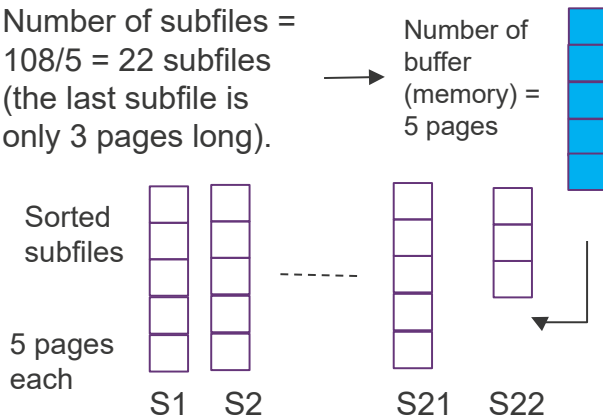 Number of subfiles =
108/5 = 22 subfiles
(the last subfile is
only 3 pages long).
Number of
buffer
(memory) =
5 pages
Sorted
subfiles
5 pages
each
S1 S2 S21 S22